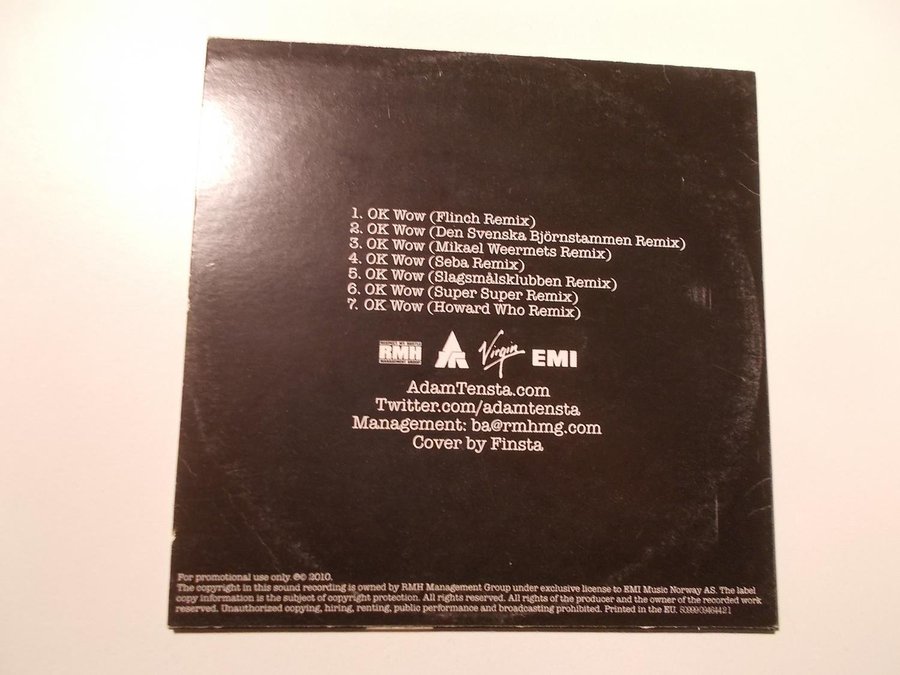 1. OK Wow (Flinch Remix)
2. OK Wow (Den Svenska Björnstammen Remix)
3. OK Wow (Mikael Weermets Remix)
4. OK Wow (Seba Remix)
5. OK Wow (Slagsmålsklubben Remix)
6. OK Wow (Super Super Remix)
7. OK Wow (Howard Who Remix)
RMH
Virgin
EMI
AdamTensta.com
Twitter.com/adamtensta
Management: ba@rmhmg.com
Cover by Finsta
For promotional use only. ℗© 2010.
The copyright in this sound recording is owned by RMH Management Group under exclusive license to EMI Music Norway AS. The label
copy information is the subject of copyright protection. All rights reserved. All rights of the producer and the owner of the recorded work
reserved. Unauthorized copying, hiring, renting, public performance and broadcasting prohibited. Printed in the EU.